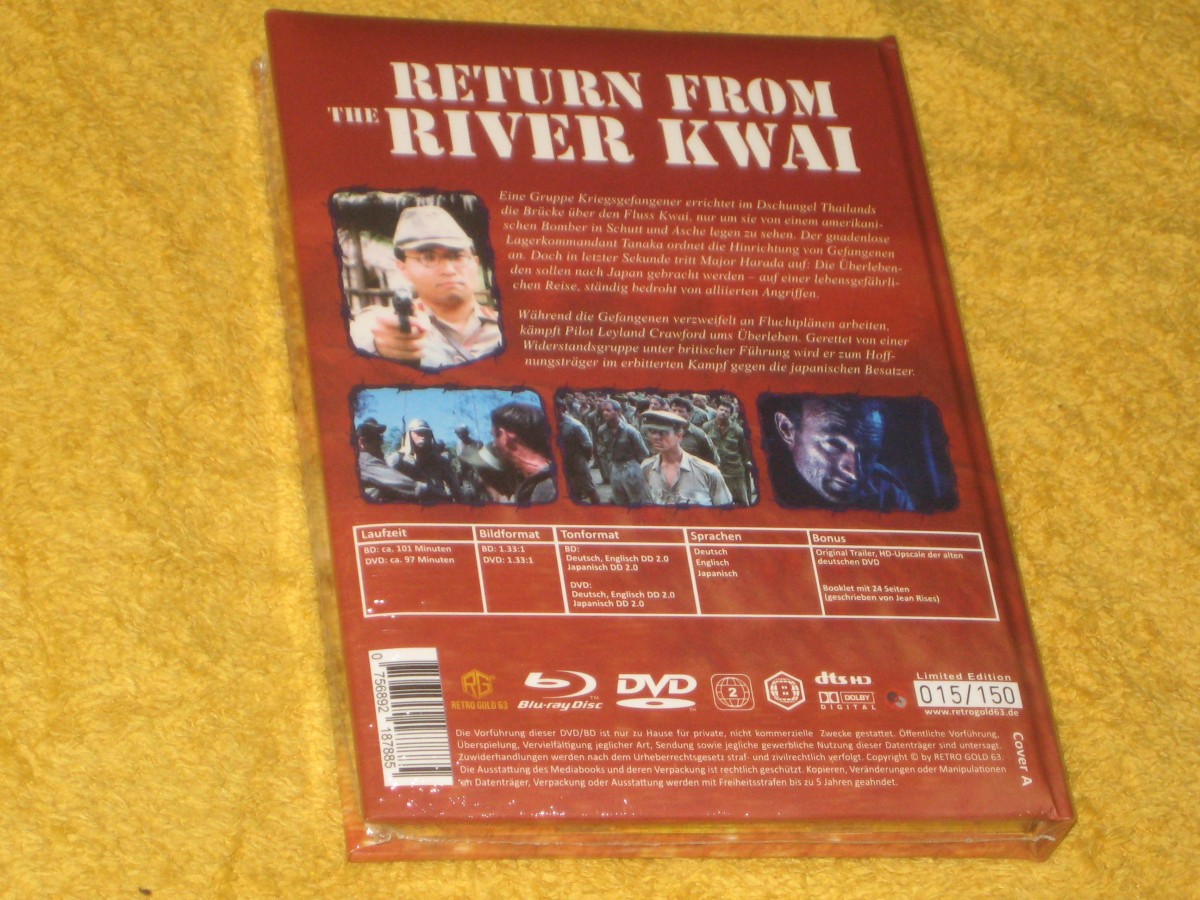 RETURN FROM
THE RIVER KWAI
Eine Gruppe Kriegsgefangener errichtet im Dschungel Thailands
die Brücke über den Fluss Kwai, nur um sie von einem amerikani-
schen Bomber in Schutt und Asche legen zu sehen. Der gnadenlose
Lagerkommandant Tanaka ordnet die Hinrichtung von Gefangenen
an. Doch in letzter Sekunde tritt Major Harada auf: Die Überleben-
den sollen nach Japan gebracht werden – auf einer lebensgefährli-
chen Reise, ständig bedroht von alliierten Angriffen.
Während die Gefangenen verzweifelt an Fluchtplänen arbeiten,
kämpft Pilot Leyland Crawford ums Überleben. Gerettet von einer
Widerstandsgruppe unter britischer Führung wird er zum Hoff-
nungsträger im erbitterten Kampf gegen die japanischen Besatzer.
Laufzeit
BD: ca. 101 Minuten
DVD: ca. 97 Minuten
Bildformat
BD: 1.33:1
DVD: 1.33:1
Tonformat
BD:
Deutsch, Englisch DD 2.0
Japanisch DD 2.0
DVD:
Deutsch, Englisch DD 2.0
Japanisch DD 2.0
Sprachen
Deutsch
Englisch
Japanisch
Bonus
Original Trailer, HD-Upscale der alten
deutschen DVD
Booklet mit 24 Seiten
(geschrieben von Jean Rises)
0 756892 187885
RG
RETRO GOLD 63
Blu-ray Disc TM
DVD
2
dts HD
DOLBY
DIGITAL
Limited Edition
015/150
www.retrogold63.de
Die Vorführung dieser DVD/BD ist nur zu Hause für private, nicht kommerzielle Zwecke gestattet. Öffentliche Vorführung,
Überspielung, Vervielfältigung jeglicher Art, Sendung sowie jegliche gewerbliche Nutzung dieser Datenträger sind untersagt.
Zuwiderhandlungen werden nach dem Urheberrechtsgesetz straf- und zivilrechtlich verfolgt. Copyright © by RETRO GOLD 63.
Die Ausstattung des Mediabooks und deren Verpackung ist rechtlich geschützt. Kopieren, Veränderungen oder Manipulationen
am Datenträger, Verpackung oder Ausstattung werden mit Freiheitsstrafen bis zu 5 Jahren geahndet.
Cover A